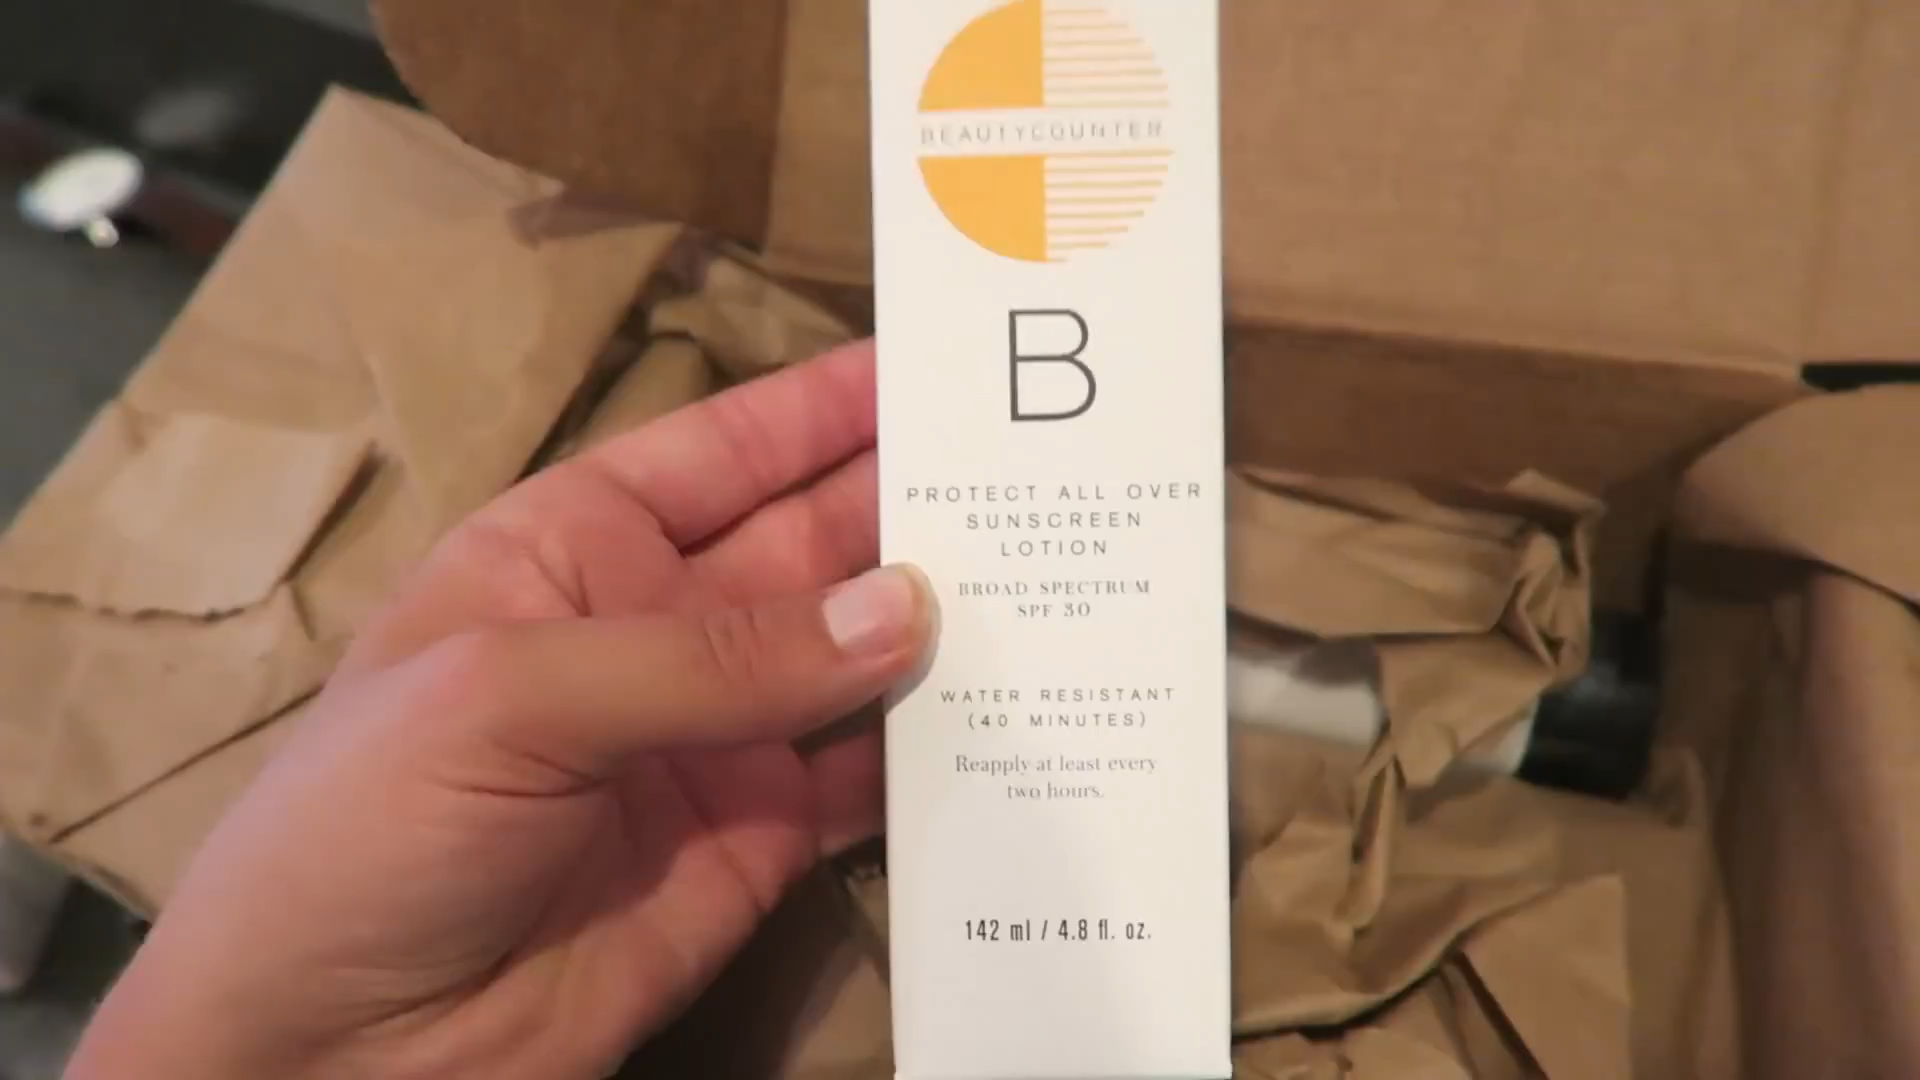 BEAUTYCOUNTER
B
PROTECT ALL OVER
SUNSCREEN
LOTION
BROAD SPECTRUM
SPF 30
WATER RESISTANT
(40 MINUTES)
Reapply at least every
two hours.
142 ml / 4.8 fl. oz.